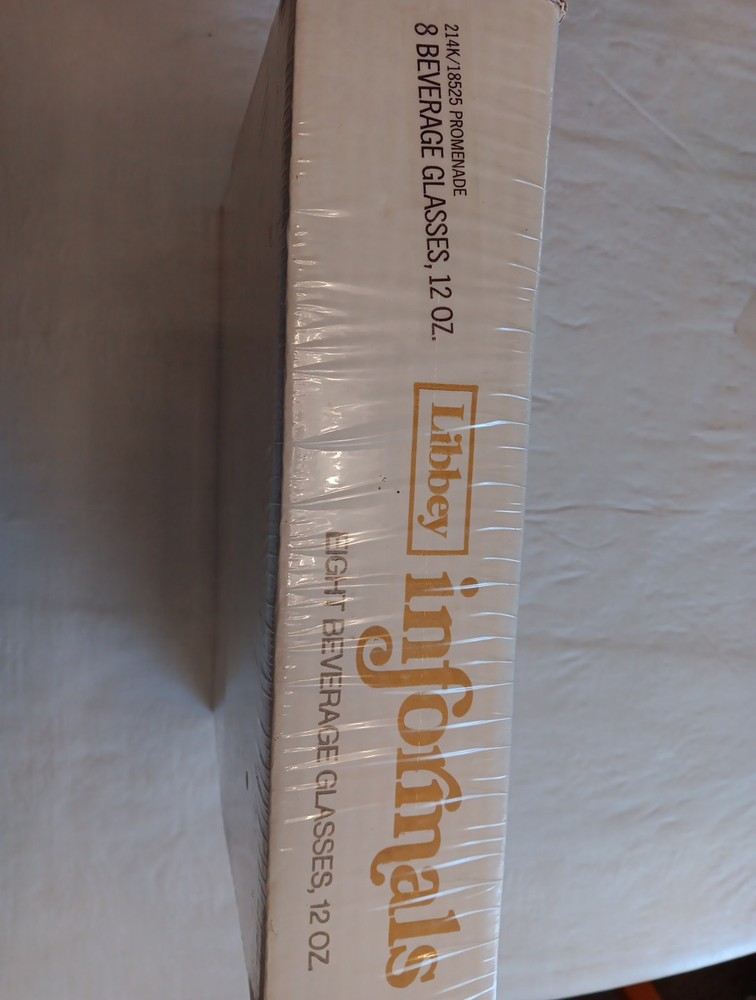 214K/18525 PROMENADE
8 BEVERAGE GLASSES, 12 OZ.
Libbey
informals
EIGHT BEVERAGE GLASSES, 12 OZ.